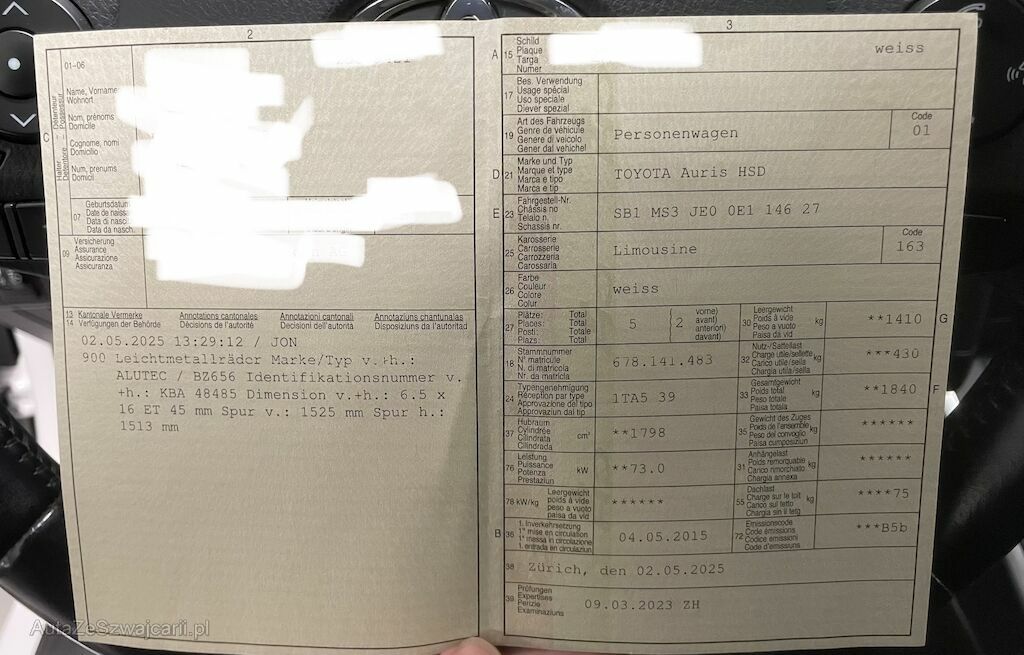 2
01-06
Name, Vorname
Wohnort
Nom, prénoms
Domicile
Cognome, nomi
Domicilio
Num, prenums
Domicil
C
Halter Détenteur
Detentore Possessur
07
Geburtsdatum
Date de naiss
Data di nasc
Data da nasch.
09
Versicherung
Assurance
Assicurazione
Assicuranza
13 Kantonale Vermerke Annotations cantonales Annotazioni cantonali Annotaziuns chantunalas
14 Verfügungen der Behörde Décisions de l'autorité Decisioni dell'autorità Disposiziuns da l'autoritad
02.05.2025 13:29:12 / JON
900 Leichtmetallrädor Marke/Typ v.+h.:
ALUTEC / BZ656 Identifikationsnummer v.
+h.: KBA 48485 Dimension v.+h.: 6.5 x
16 ET 45 mm Spur v.: 1525 mm Spur h.:
1513 mm
3
A 15 Schild
Plaque
Targa
Numer
weiss
17 Bes. Verwendung
Usage spécial
Uso speciale
Diever spezial
19 Art des Fahrzeugs
Genre de véhicule
Genere di veicolo
Gener dal vehichel
Personenwagen
Code
01
D 21 Marke und Typ
Marque et type
Marca e tipo
Marca e tip
TOYOTA Auris HSD
E 23 Fahrgestell-Nr.
Châssis no
Telaio n.
Schassis nr.
SB1 MS3 JE0 0E1 146 27
25 Karosserie
Carrosserie
Carrozzeria
Carossaria
Limousine
Code
163
26 Farbe
Couleur
Colore
Colur
weiss
27 Plätze: Total
Places: Total
Posti: Totale
Plazs: Total
5 (2 vorne)
avant)
anteriori)
davant)
30 Leergewicht
Poids à vide
Peso a vuoto
Paisa da vid
kg
**1410 G
18 Stammnummer
N° matricule
N. di matricola
Nr. da matricla
678.141.483
32 Nutz-/Sattellast
Charge utile/sellette
Carico utile/sella
Chargia utila/sella
kg
***430
24 Typengenehmigung
Réception par type
Approvazione del tipo
Approvaziun dal tip
1TA5 39
33 Gesamtgewicht
Poids total
Peso totale
Paisa totala
kg
**1840 F
37 Hubraum
Cylindrée
Cilindrata
Cilindrada
cm³
**1798
35 Gewicht des Zuges
Poids de l'ensemble
Peso del convoglio
Paisa cumposiziun
kg
******
76 Leistung
Puissance
Potenza
Prestaziun
kW
**73.0
31 Anhängelast
Poids remorquable
Carico rimorchiato
Chargia annexa
kg
******
78 kW/kg Leergewicht
poids à vide
peso a vuoto
paisa da vid
******
55 Dachlast
Charge sur le toit
Carico sul tetto
Chargia sin il tetg
kg
****75
B 36 1. Inverkehrsetzung
1re mise en circulation
1a messa in circolazione
1. entrada en circulaziun
04.05.2015
72 Emissionscode
Code émissions
Codice emissioni
Code d'emissiuns
***B5b
38 Zürich, den 02.05.2025
39 Prüfungen
Expertises
Perizie
Examinaziuns
09.03.2023 ZH
AutaZeSzwajcarii.pl